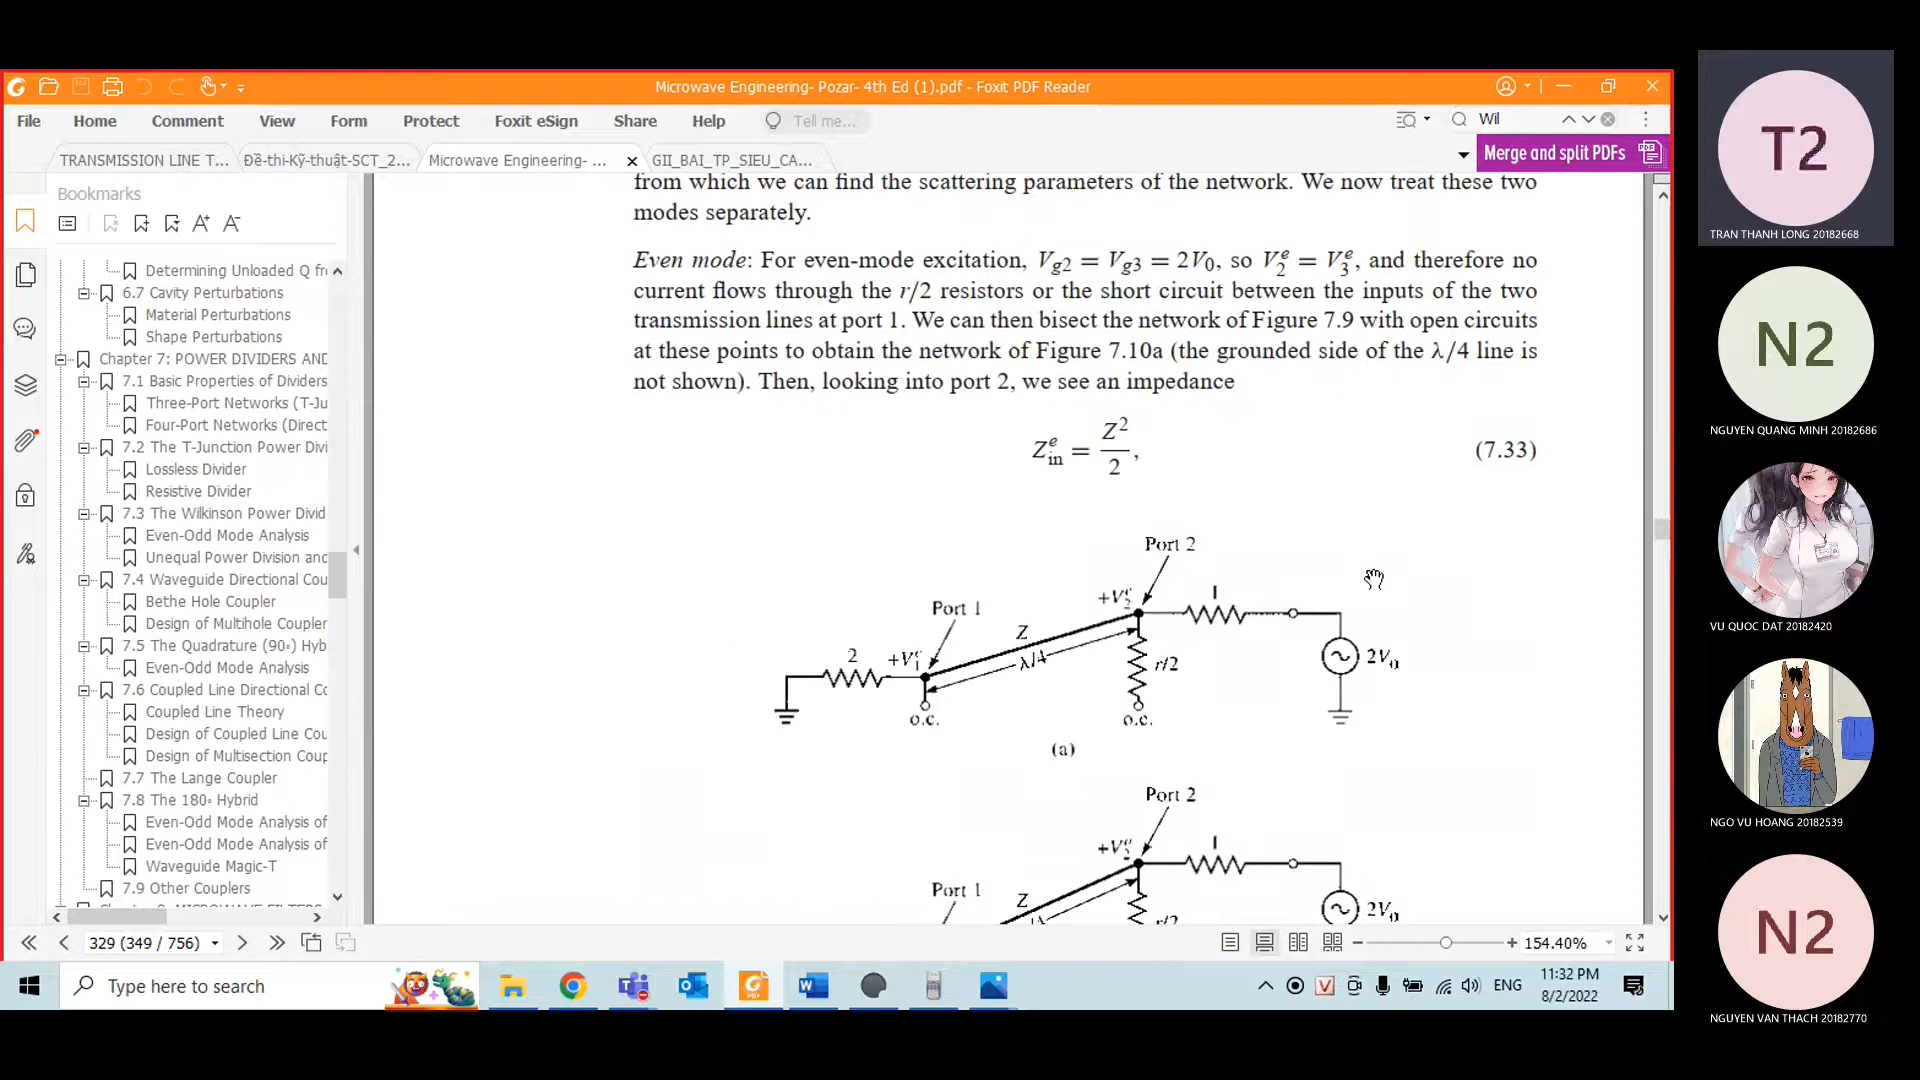 Microwave Engineering- Pozar- 4th Ed (1).pdf - Foxit PDF Reader
File Home Comment View Form Protect Foxit eSign Share Help Tell me... Wil
TRANSMISSION LINE T... Đề-thi-Kỹ-thuật-SCT_2... Microwave Engineering- ... GII_BAI_TP_SIEU_CA... Merge and split PDFs
Bookmarks
Determining Unloaded Q fr
6.7 Cavity Perturbations
Material Perturbations
Shape Perturbations
Chapter 7: POWER DIVIDERS AND
7.1 Basic Properties of Dividers
Three-Port Networks (T-Ju
Four-Port Networks (Direct
7.2 The T-Junction Power Divi
Lossless Divider
Resistive Divider
7.3 The Wilkinson Power Divid
Even-Odd Mode Analysis
Unequal Power Division and
7.4 Waveguide Directional Cou
Bethe Hole Coupler
Design of Multihole Coupler
7.5 The Quadrature (90◦) Hyb
Even-Odd Mode Analysis
7.6 Coupled Line Directional Co
Coupled Line Theory
Design of Coupled Line Cou
Design of Multisection Coup
7.7 The Lange Coupler
7.8 The 180◦ Hybrid
Even-Odd Mode Analysis of
Even-Odd Mode Analysis of
Waveguide Magic-T
7.9 Other Couplers
from which we can find the scattering parameters of the network. We now treat these two
modes separately.
Even mode: For even-mode excitation, Vg2 = Vg3 = 2V0, so V2^e = V3^e, and therefore no
current flows through the r/2 resistors or the short circuit between the inputs of the two
transmission lines at port 1. We can then bisect the network of Figure 7.9 with open circuits
at these points to obtain the network of Figure 7.10a (the grounded side of the λ/4 line is
not shown). Then, looking into port 2, we see an impedance
Zin^e = Z^2/2, (7.33)
Port 2
+V2^e 1
Port 1
Z
2 +V1^e λ/4 r/2 2V0
o.c. o.c.
(a)
Port 2
+V2^o 1
Port 1 Z
r/2 2V0
329 (349 / 756) 154.40%
Type here to search
ENG 11:32 PM
8/2/2022
T2
TRAN THANH LONG 20182668
N2
NGUYEN QUANG MINH 20182686
VU QUOC DAT 20182420
NGO VU HOANG 20182539
N2
NGUYEN VAN THACH 20182770